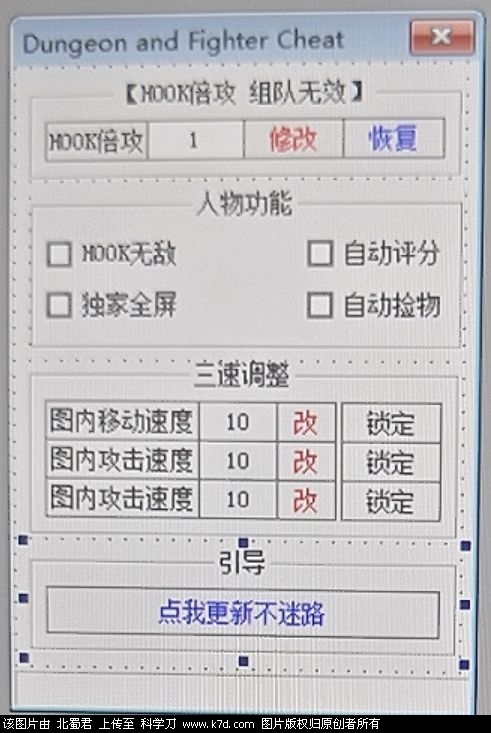 Dungeon and Fighter Cheat
【HOOK倍攻 组队无效】
HOOK倍攻 1 修改 恢复
人物功能
HOOK无敌 自动评分
独家全屏 自动捡物
三速调整
图内移动速度 10 改 锁定
图内攻击速度 10 改 锁定
图内攻击速度 10 改 锁定
引导
点我更新不迷路
该图片由 北蜀君 上传至 科学刀 www.k7d.com 图片版权归原创者所有